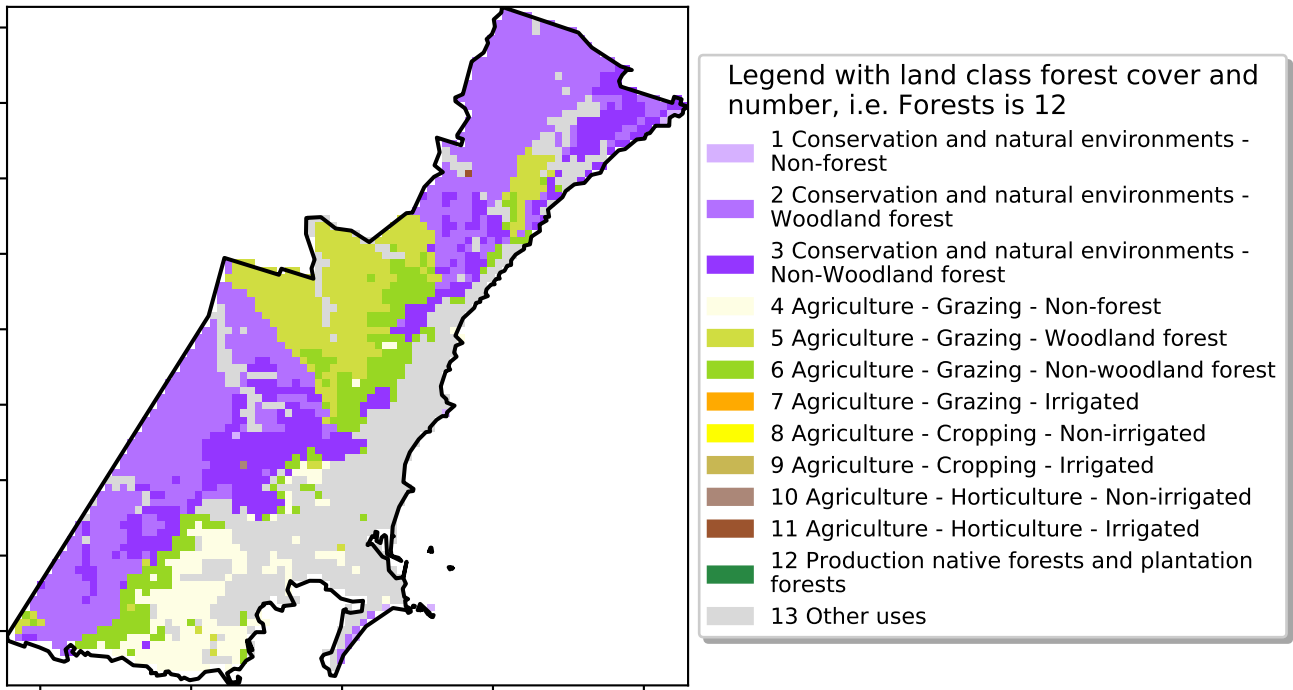 Legend with land class forest cover and
number, i.e. Forests is 12
1 Conservation and natural environments -
Non-forest
2 Conservation and natural environments -
Woodland forest
3 Conservation and natural environments -
Non-Woodland forest
4 Agriculture - Grazing - Non-forest
5 Agriculture - Grazing - Woodland forest
6 Agriculture - Grazing - Non-woodland forest
7 Agriculture - Grazing - Irrigated
8 Agriculture - Cropping - Non-irrigated
9 Agriculture - Cropping - Irrigated
10 Agriculture - Horticulture - Non-irrigated
11 Agriculture - Horticulture - Irrigated
12 Production native forests and plantation
forests
13 Other uses